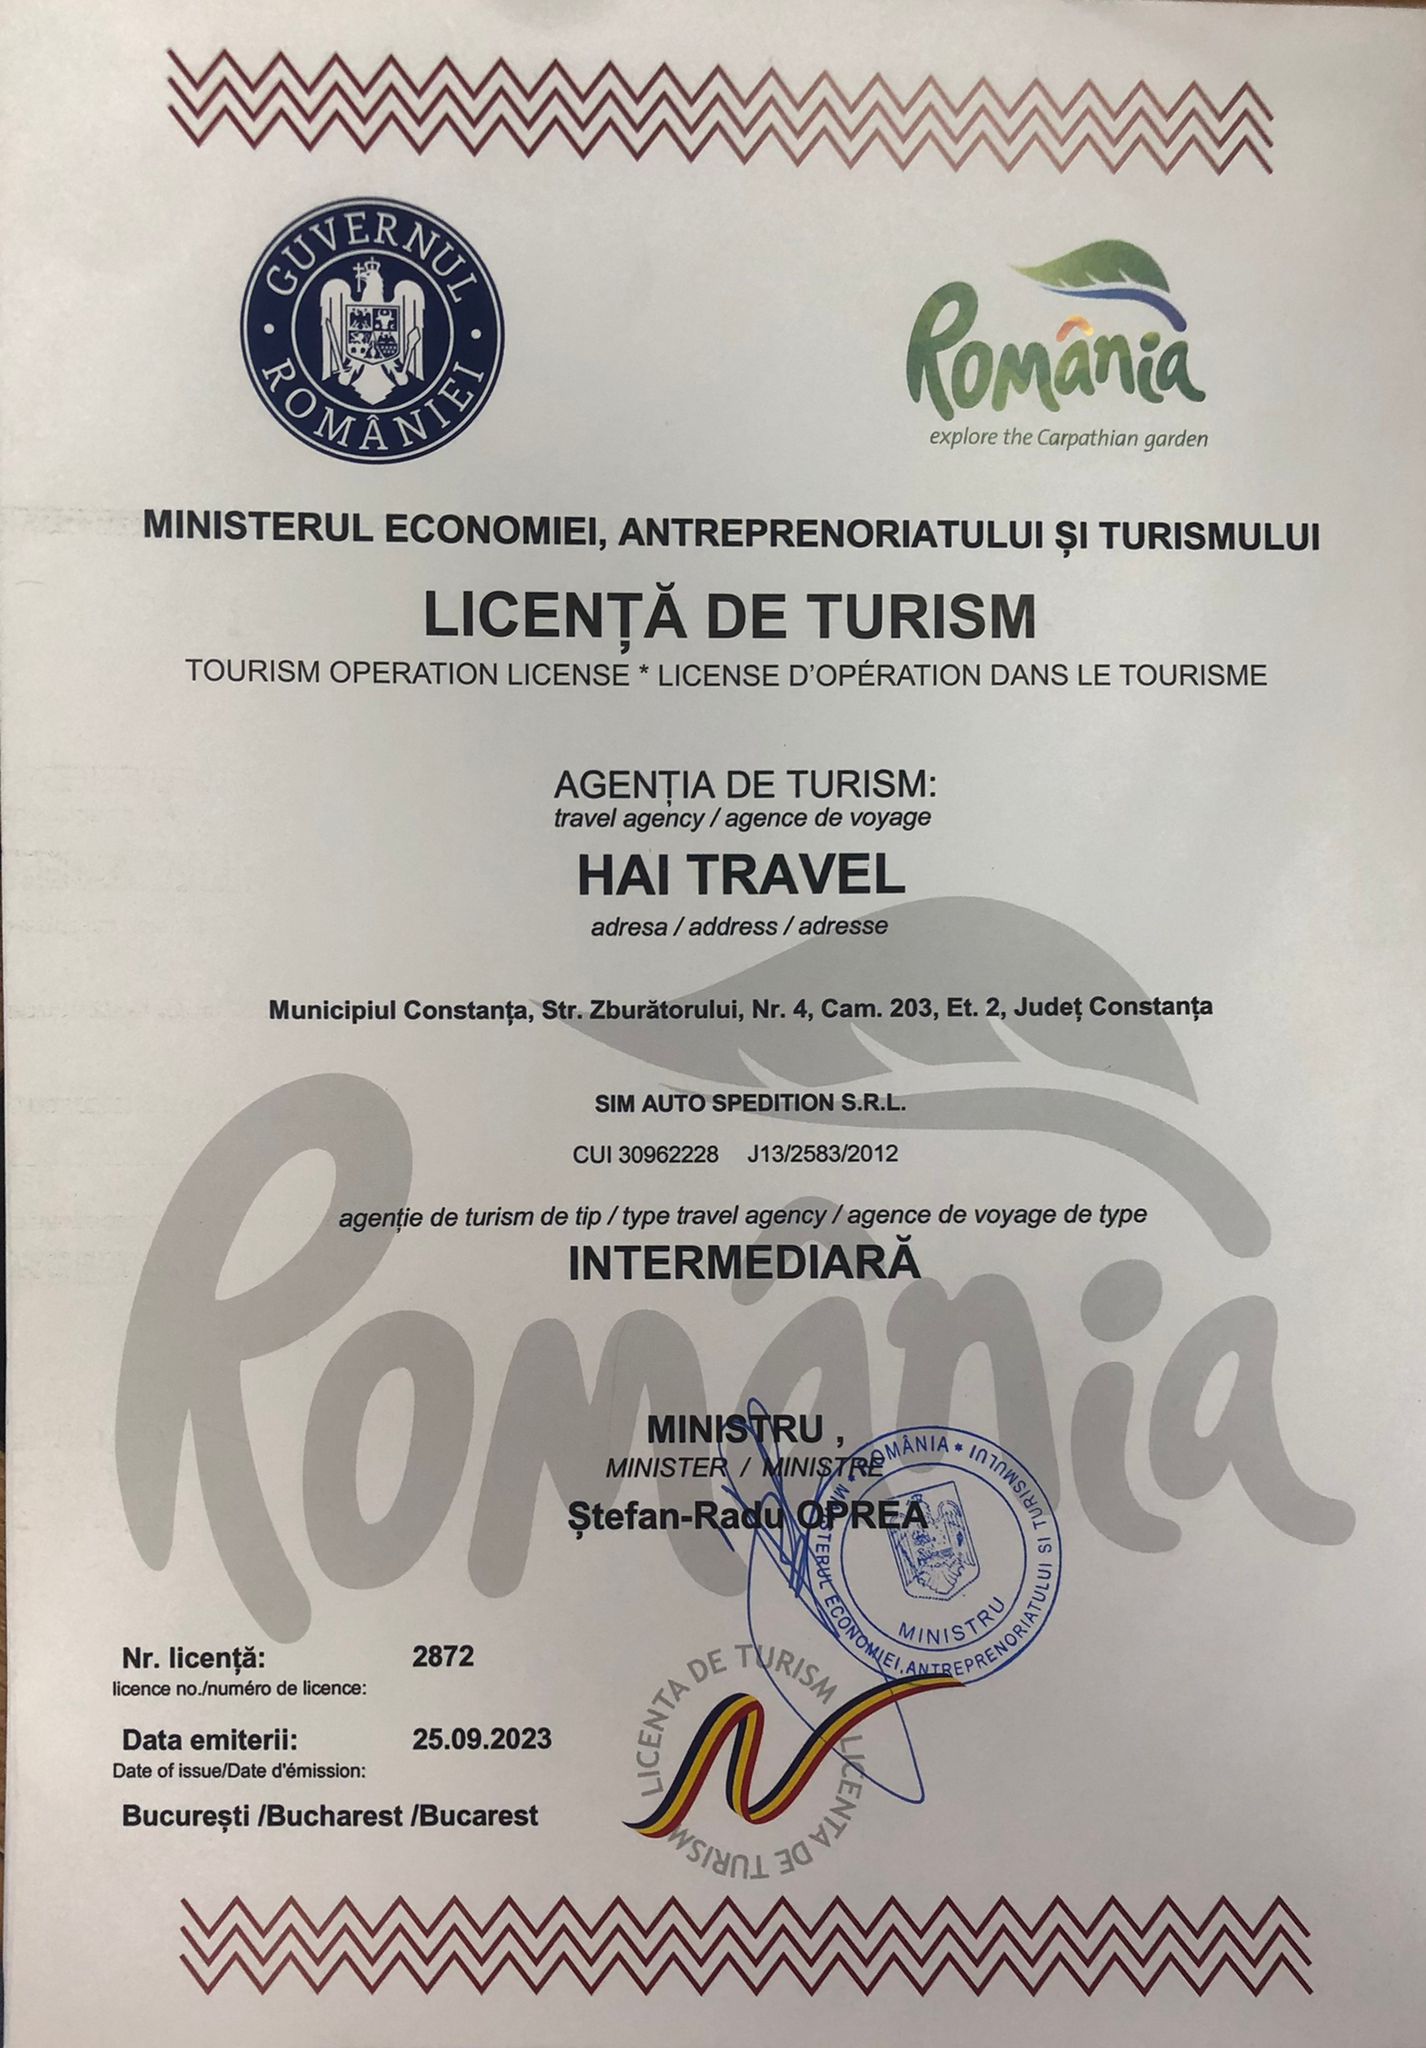 GUVERNUL ROMÂNIEI
România
explore the Carpathian garden
MINISTERUL ECONOMIEI, ANTREPRENORIATULUI ȘI TURISMULUI
LICENȚĂ DE TURISM
TOURISM OPERATION LICENSE * LICENSE D'OPÉRATION DANS LE TOURISME
AGENȚIA DE TURISM:
travel agency / agence de voyage
HAI TRAVEL
adresa / address / adresse
Municipiul Constanța, Str. Zburătorului, Nr. 4, Cam. 203, Et. 2, Județ Constanța
SIM AUTO SPEDITION S.R.L.
CUI 30962228 J13/2583/2012
agenție de turism de tip / type travel agency / agence de voyage de type
INTERMEDIARĂ
România
MINISTRU ,
MINISTER / MINISTRE
Ștefan-Radu OPREA
* ROMÂNIA * MINISTERUL ECONOMIEI, ANTREPRENORIATULUI SI TURISMULUI
MINISTRU
Nr. licență: 2872
licence no./numéro de licence:
Data emiterii: 25.09.2023
Date of issue/Date d'émission:
București /Bucharest /Bucarest
LICENTA DE TURISM
LICENTA DE TURISM